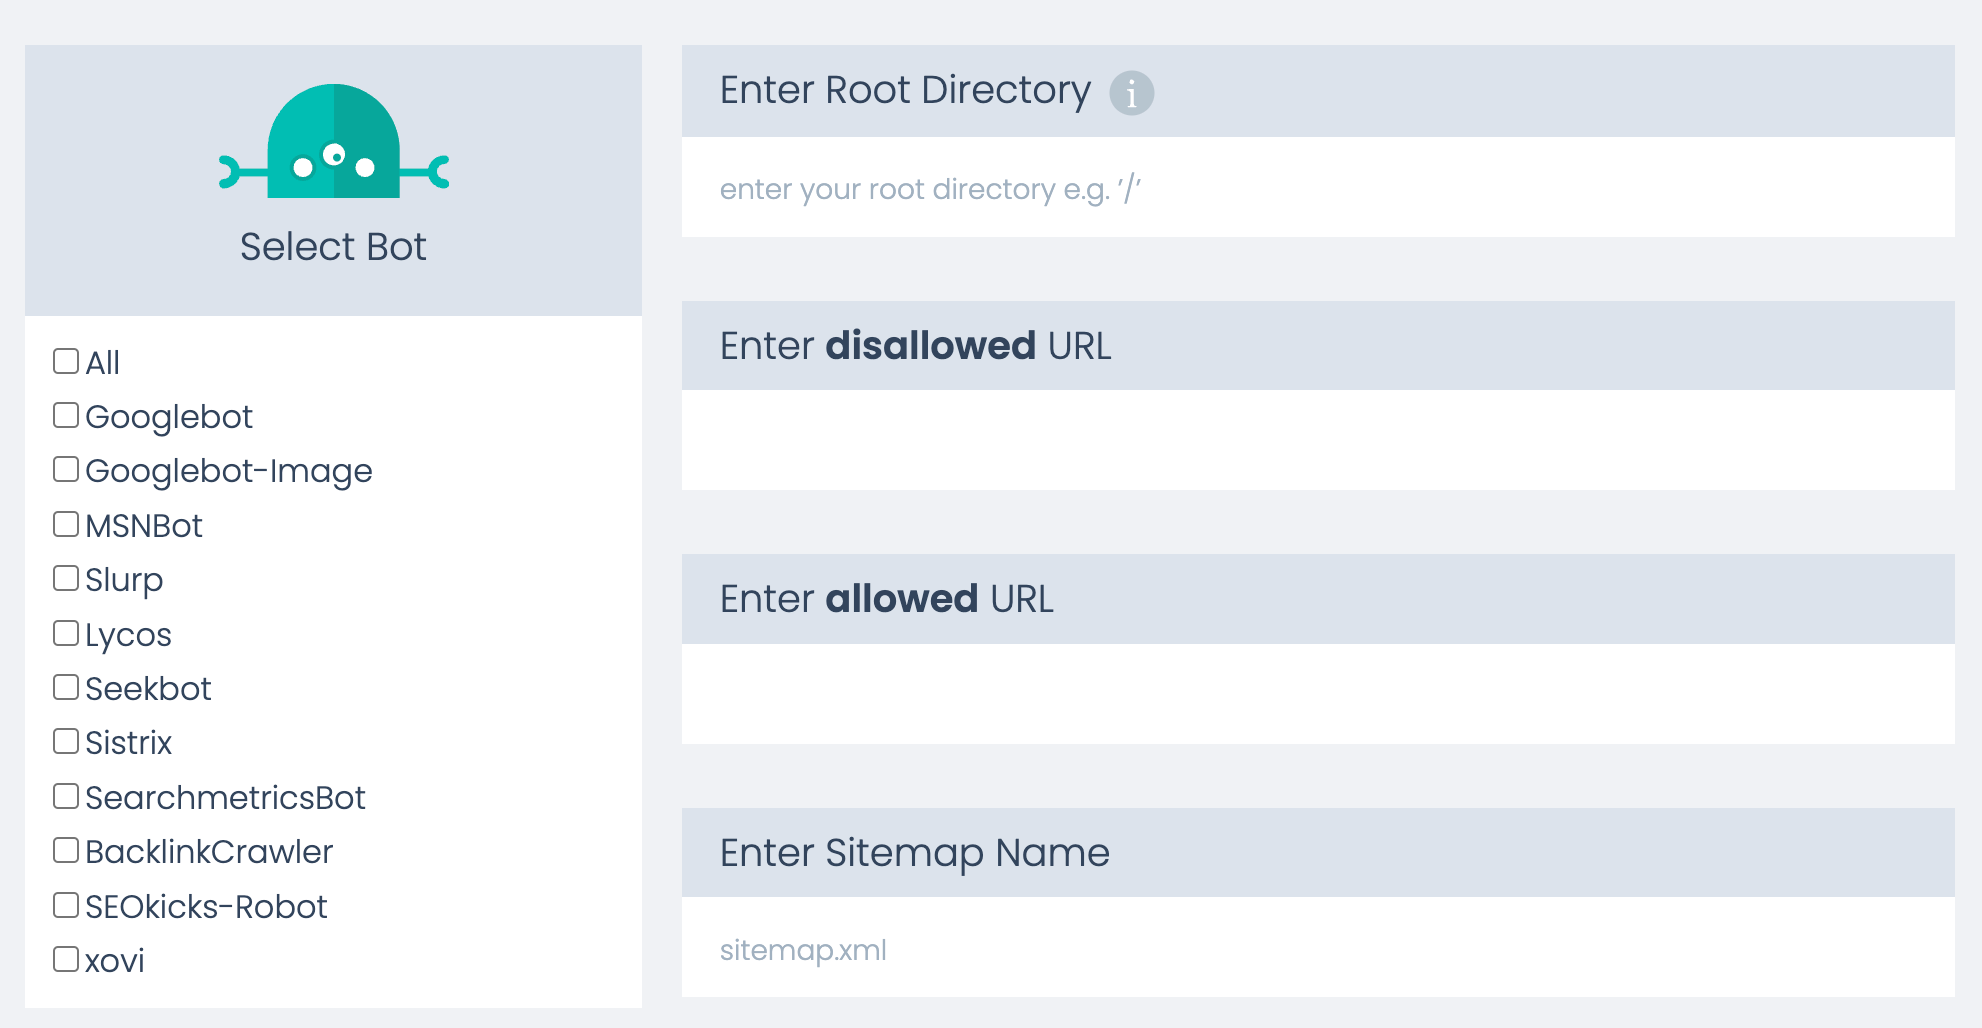 Select Bot
All
Googlebot
Googlebot-Image
MSNBot
Slurp
Lycos
Seekbot
Sistrix
SearchmetricsBot
BacklinkCrawler
SEOkicks-Robot
xovi
Enter Root Directory i
enter your root directory e.g. '/'
Enter disallowed URL
Enter allowed URL
Enter Sitemap Name
sitemap.xml